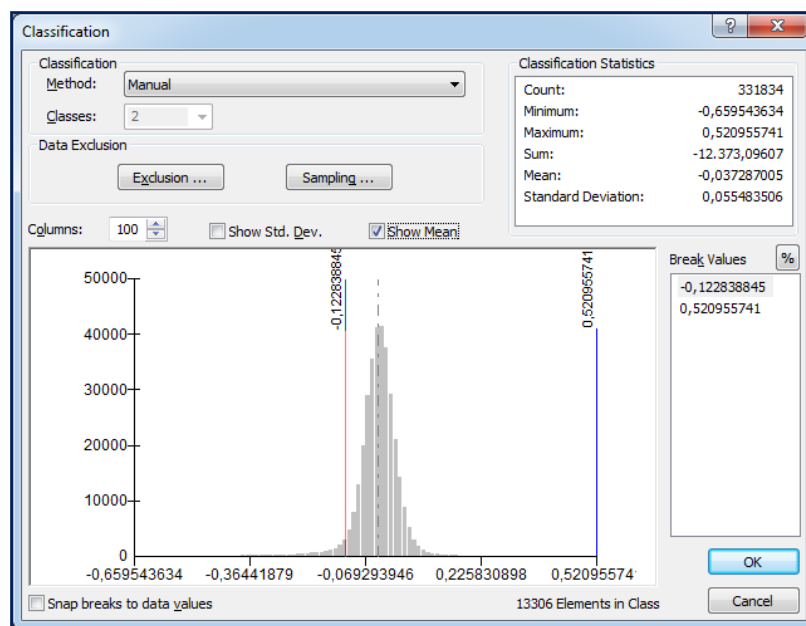 Classification
Classification
Method: Manual
Classes: 2
Data Exclusion
Exclusion ...
Sampling ...
Classification Statistics
Count: 331834
Minimum: -0,659543634
Maximum: 0,520955741
Sum: -12.373,09607
Mean: -0,037287005
Standard Deviation: 0,055483506
Columns: 100
Show Std. Dev.
Show Mean
Break Values %
-0,122838845
0,520955741
-0,122838845
0,520955741
50000
40000
30000
20000
10000
0
-0,659543634 -0,36441879 -0,069293946 0,225830898 0,52095574
OK
Snap breaks to data values
13306 Elements in Class
Cancel